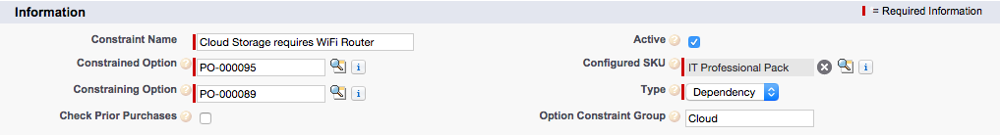 Information
= Required Information
Constraint Name Cloud Storage requires WiFi Router
Active
Constrained Option PO-000095
Configured SKU IT Professional Pack
Constraining Option PO-000089
Type Dependency
Check Prior Purchases
Option Constraint Group Cloud